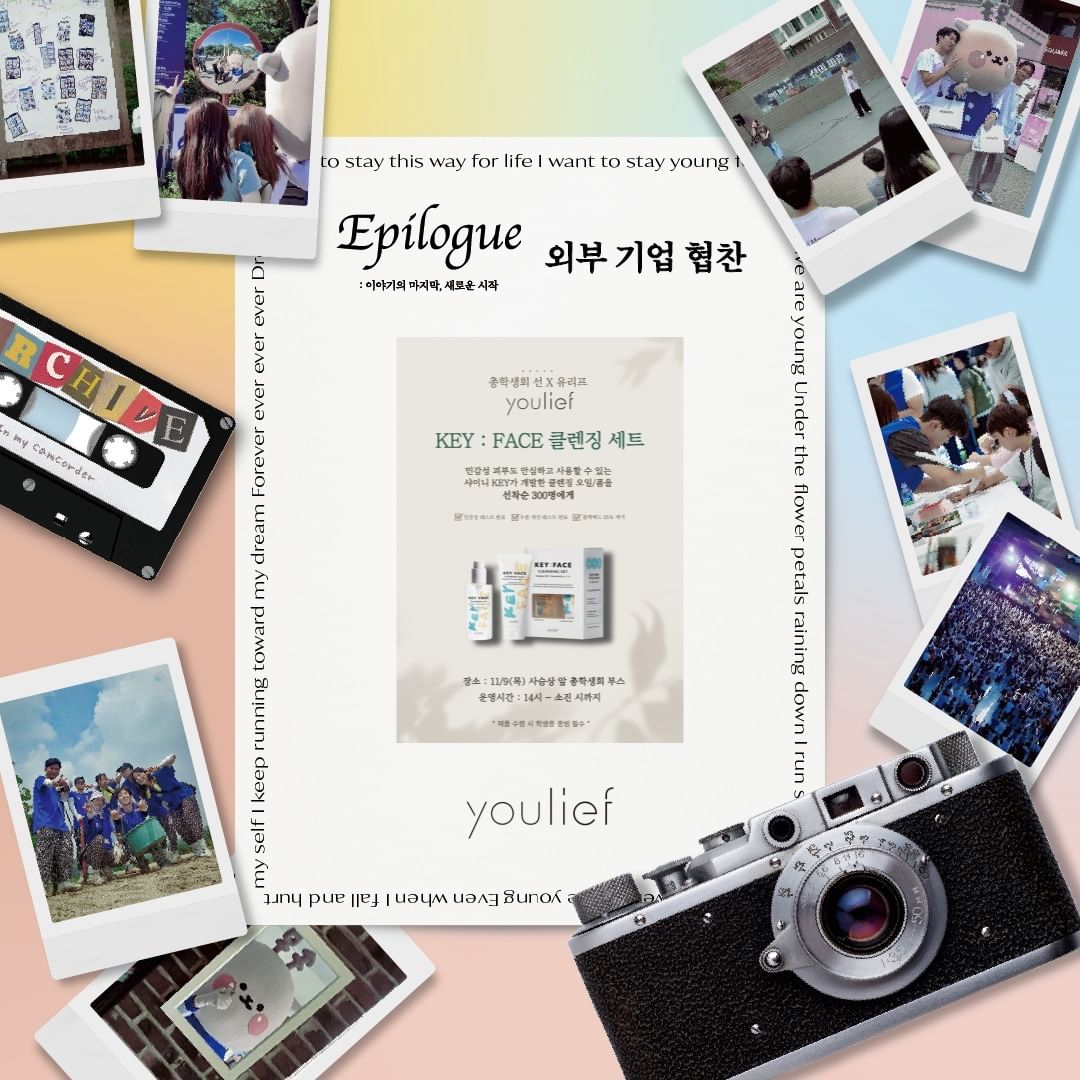 to stay this way for life I want to stay young f
Epilogue
: 이야기의 마지막, 새로운 시작
외부 기업 협찬
총학생회 선 X 유리프
youlief
KEY : FACE 클렌징 세트
민감성 피부도 안심하고 사용할 수 있는
샤이니 KEY가 개발한 클렌징 오일/폼을
선착순 300명에게
KEY FACE
CLEANSING SET
장소 : 11/9(목) 사슴상 앞 총학생회 부스
운영시간 : 14시 ~ 소진 시까지
* 제품 수령 시 학생증 증빙 필수 *
youlief
ve are young Under the flower petals raining down I run s
young Even when I fall and hurt
my self I keep running toward my dream Forever ever ever ever Dr
RCHIVE
In my camcorder
SQUARE